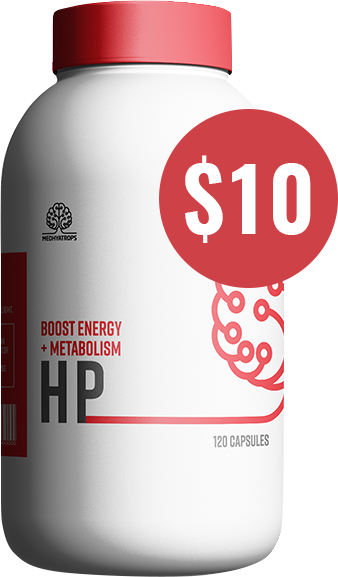 $10
MEDHYATROPS
BOOST ENERGY
+ METABOLISM
HP
120 CAPSULES